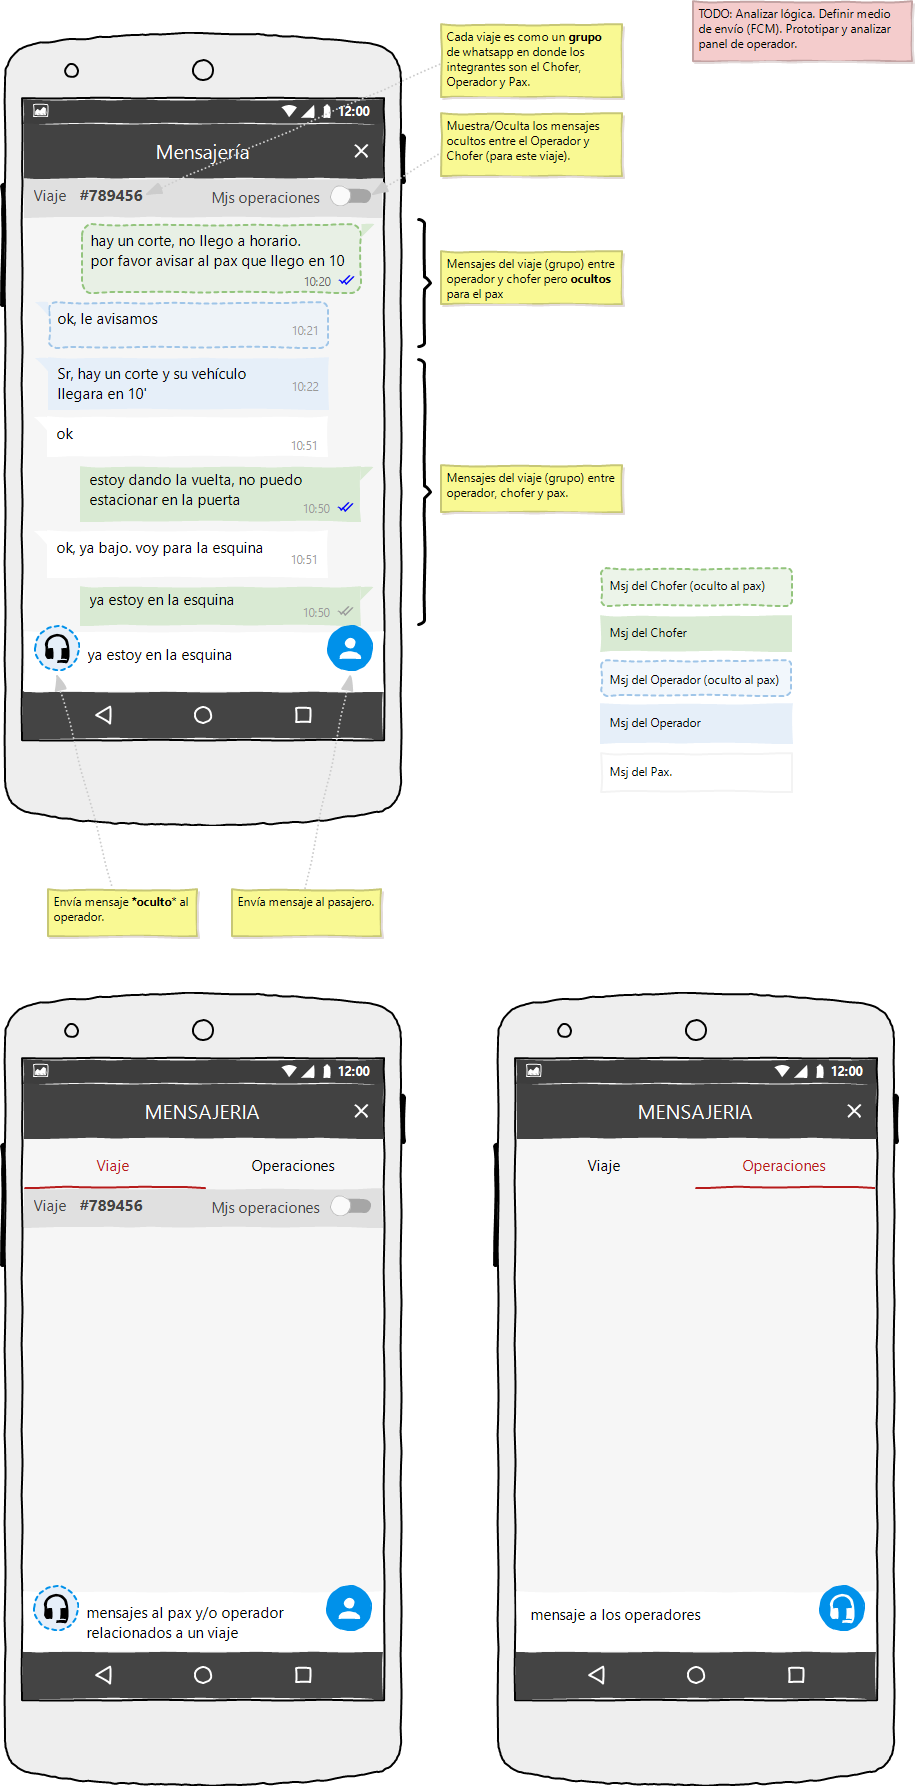 TODO: Analizar lógica. Definir medio
de envío (FCM). Prototipar y analizar
panel de operador.
Cada viaje es como un grupo
de whatsapp en donde los
integrantes son el Chofer,
Operador y Pax.
Muestra/Oculta los mensajes
ocultos entre el Operador y
Chofer (para este viaje).
12:00
Mensajería
Viaje #789456 Mjs operaciones
hay un corte, no llego a horario.
por favor avisar al pax que llego en 10
10:20
ok, le avisamos
10:21
Mensajes del viaje (grupo) entre
operador y chofer pero ocultos
para el pax
Sr, hay un corte y su vehículo
llegara en 10'
10:22
ok
10:51
estoy dando la vuelta, no puedo
estacionar en la puerta
10:50
ok, ya bajo. voy para la esquina
10:51
ya estoy en la esquina
10:50
Mensajes del viaje (grupo) entre
operador, chofer y pax.
ya estoy en la esquina
Msj del Chofer (oculto al pax)
Msj del Chofer
Msj del Operador (oculto al pax)
Msj del Operador
Msj del Pax.
Envía mensaje *oculto* al
operador.
Envía mensaje al pasajero.
12:00
MENSAJERIA
Viaje Operaciones
Viaje #789456 Mjs operaciones
mensajes al pax y/o operador
relacionados a un viaje
12:00
MENSAJERIA
Viaje Operaciones
mensaje a los operadores